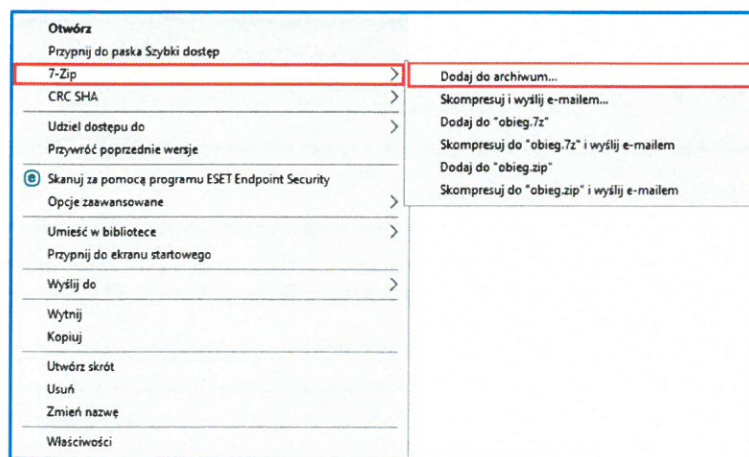 Otwórz
Przypnij do paska Szybki dostęp
7-Zip
CRC SHA
Udziel dostępu do
Przywróć poprzednie wersje
Skanuj za pomocą programu ESET Endpoint Security
Opcje zaawansowane
Umieść w bibliotece
Przypnij do ekranu startowego
Wyślij do
Wytnij
Kopiuj
Utwórz skrót
Usuń
Zmień nazwę
Właściwości
Dodaj do archiwum...
Skompresuj i wyślij e-mailem...
Dodaj do "obieg.7z"
Skompresuj do "obieg.7z" i wyślij e-mailem
Dodaj do "obieg.zip"
Skompresuj do "obieg.zip" i wyślij e-mailem